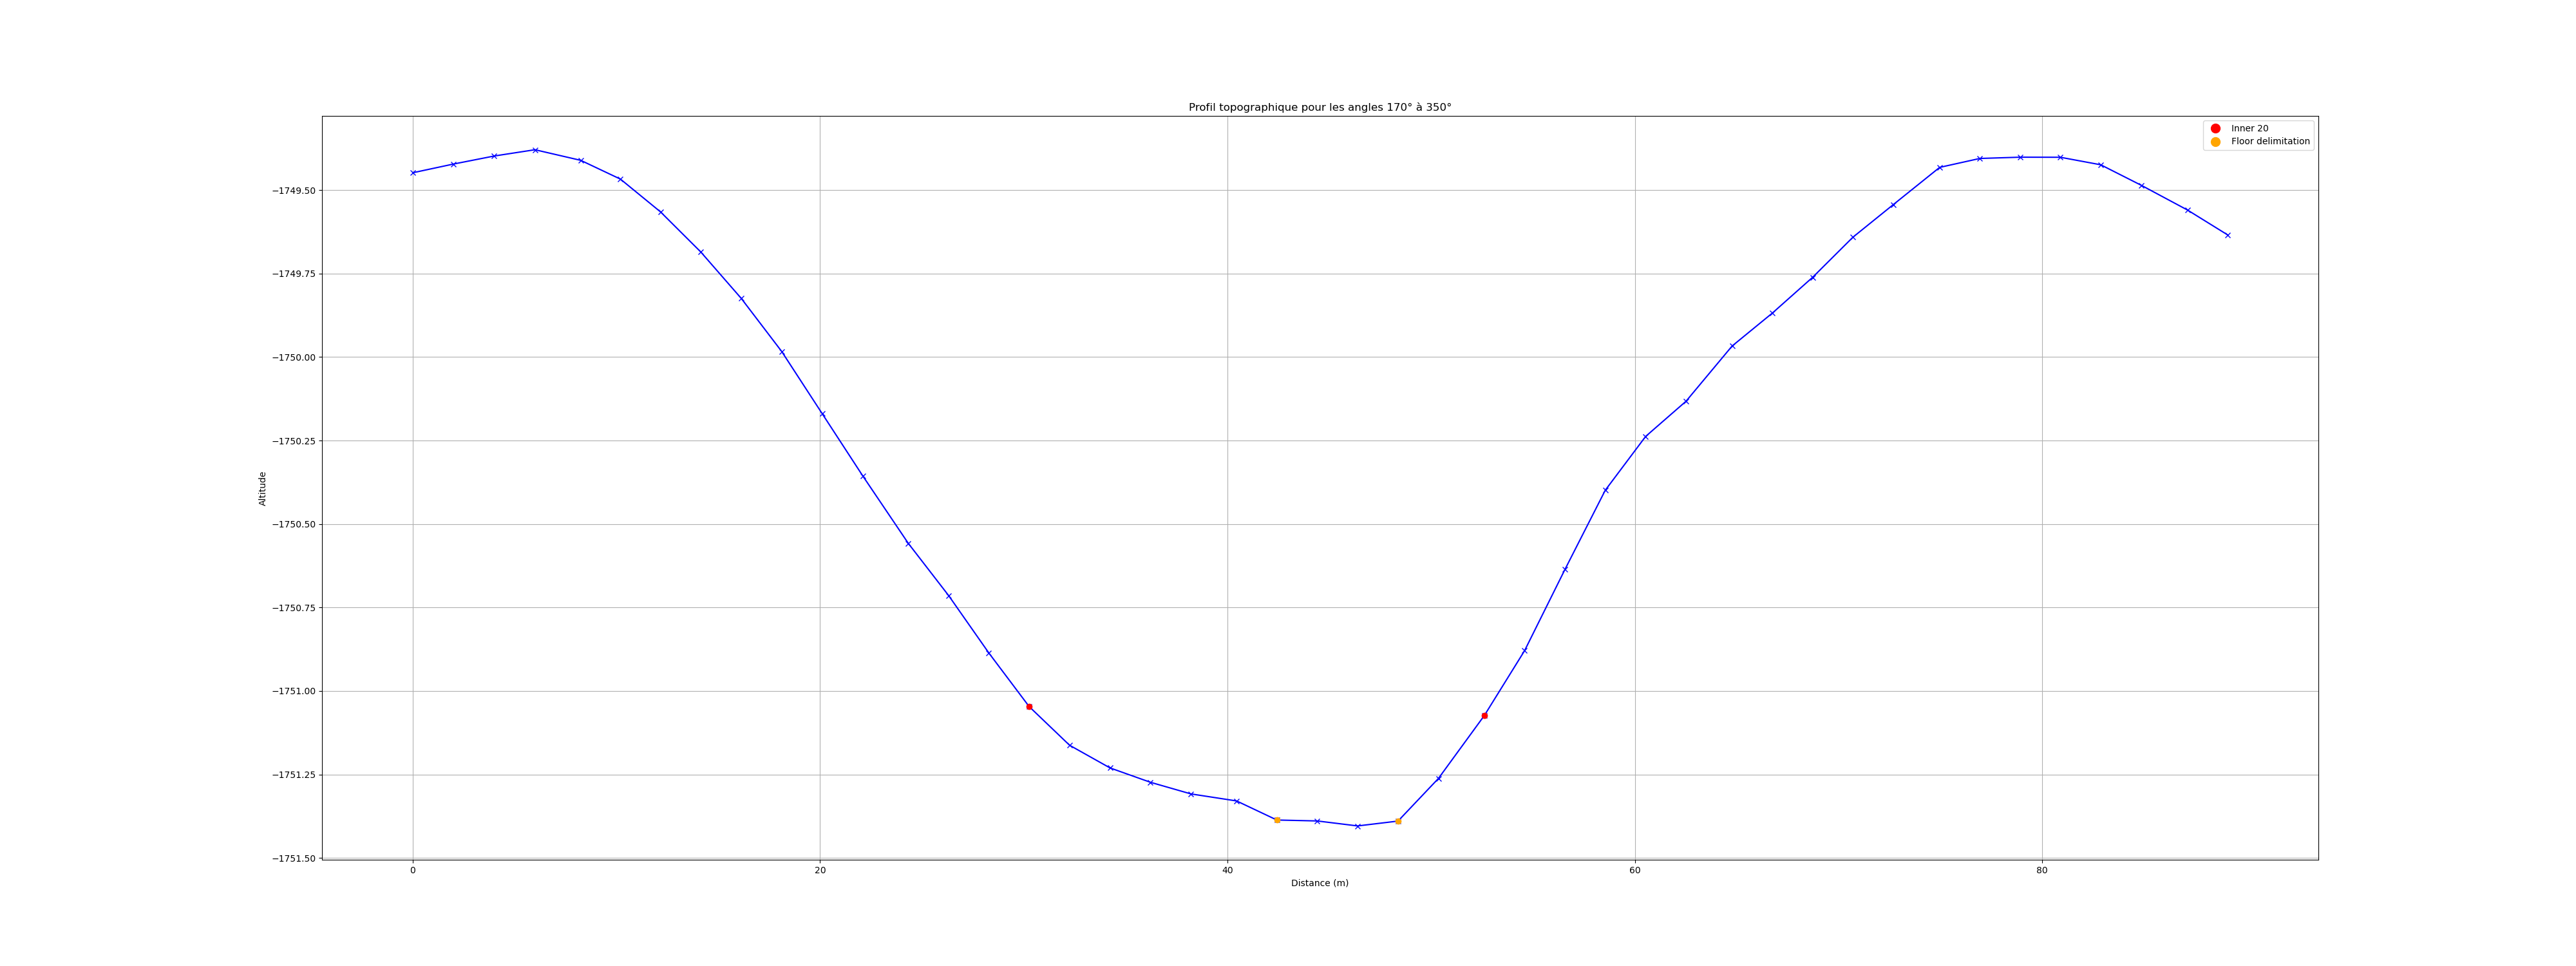 Profil topographique pour les angles 170° à 350°
Inner 20
Floor delimitation
−1749.50
−1749.75
−1750.00
−1750.25
−1750.50
−1750.75
−1751.00
−1751.25
−1751.50
Altitude
0 20 40 60 80
Distance (m)